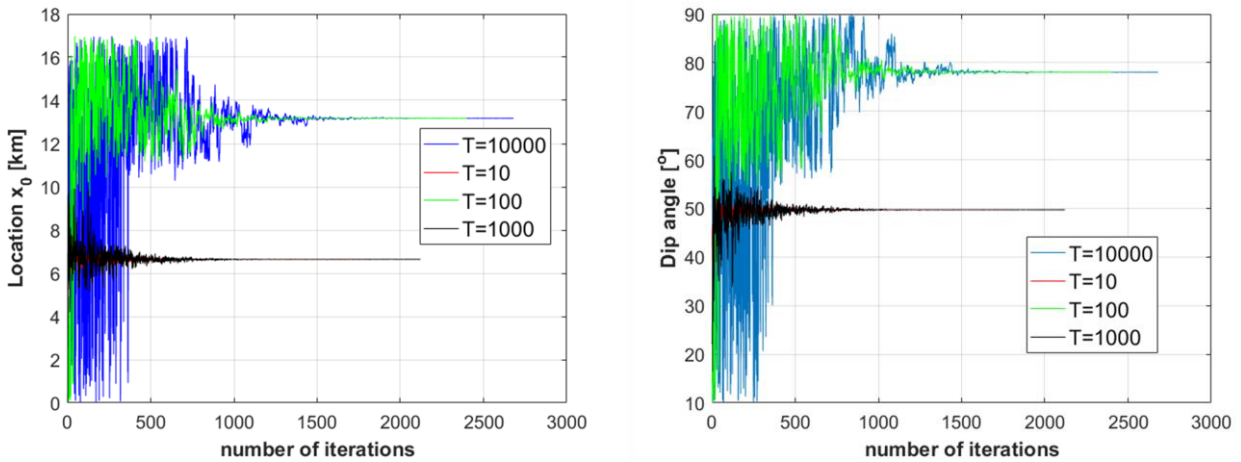 18
16
14
12
10
8
6
4
2
0
Location x0 [km]
0 500 1000 1500 2000 2500 3000
number of iterations
T=10000
T=10
T=100
T=1000
90
80
70
60
50
40
30
20
10
Dip angle [o]
0 500 1000 1500 2000 2500 3000
number of iterations
T=10000
T=10
T=100
T=1000